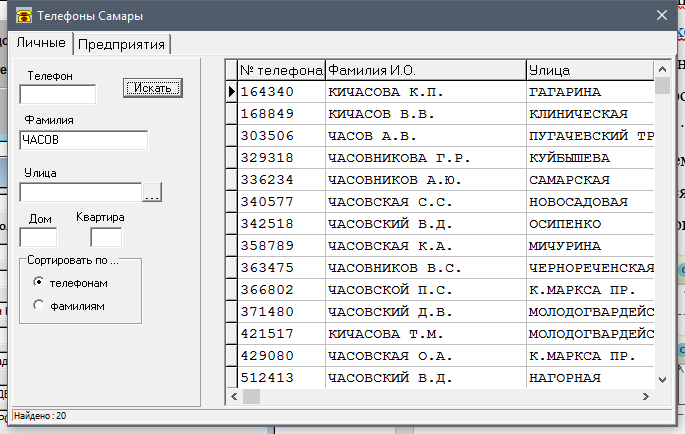 Телефоны Самары
Личные Предприятия
Телефон
Искать
Фамилия
ЧАСОВ
Улица
...
Дом Квартира
Сортировать по ...
телефонам
фамилиям
№ телефона Фамилия И.О. Улица
164340 КИЧАСОВА К.П. ГАГАРИНА
168849 КИЧАСОВ В.В. КЛИНИЧЕСКАЯ
303506 ЧАСОВ А.В. ПУГАЧЕВСКИЙ ТР
329318 ЧАСОВНИКОВА Г.Р. КУЙБЫШЕВА
336234 ЧАСОВНИКОВ А.Ю. САМАРСКАЯ
340577 ЧАСОВСКАЯ С.С. НОВОСАДОВАЯ
342518 ЧАСОВСКИЙ В.Д. ОСИПЕНКО
358789 ЧАСОВСКАЯ К.А. МИЧУРИНА
363475 ЧАСОВНИКОВ В.С. ЧЕРНОРЕЧЕНСКАЯ
366802 ЧАСОВСКОЙ П.С. К.МАРКСА ПР.
371480 ЧАСОВСКИЙ Д.В. МОЛОДОГВАРДЕЙС
421517 КИЧАСОВА Т.М. МОЛОДОГВАРДЕЙС
429080 ЧАСОВСКАЯ О.А. К.МАРКСА ПР.
512413 ЧАСОВСКИЙ В.Д. НАГОРНАЯ
Найдено : 20